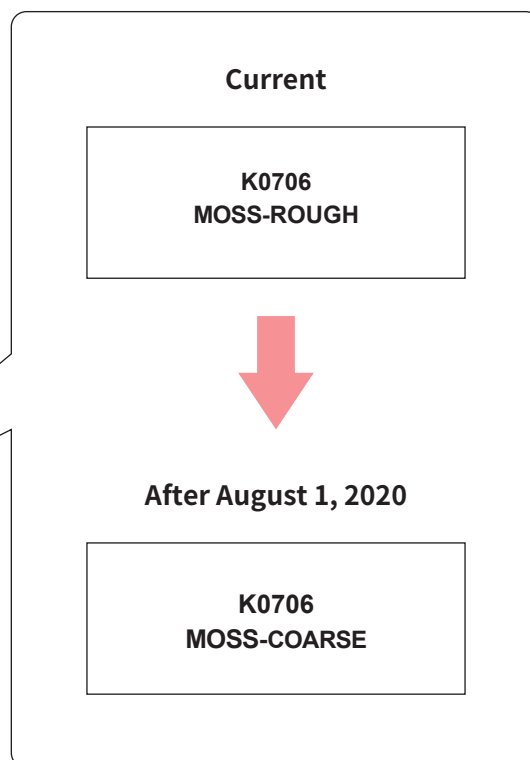 Current
K0706
MOSS-ROUGH
After August 1, 2020
K0706
MOSS-COARSE